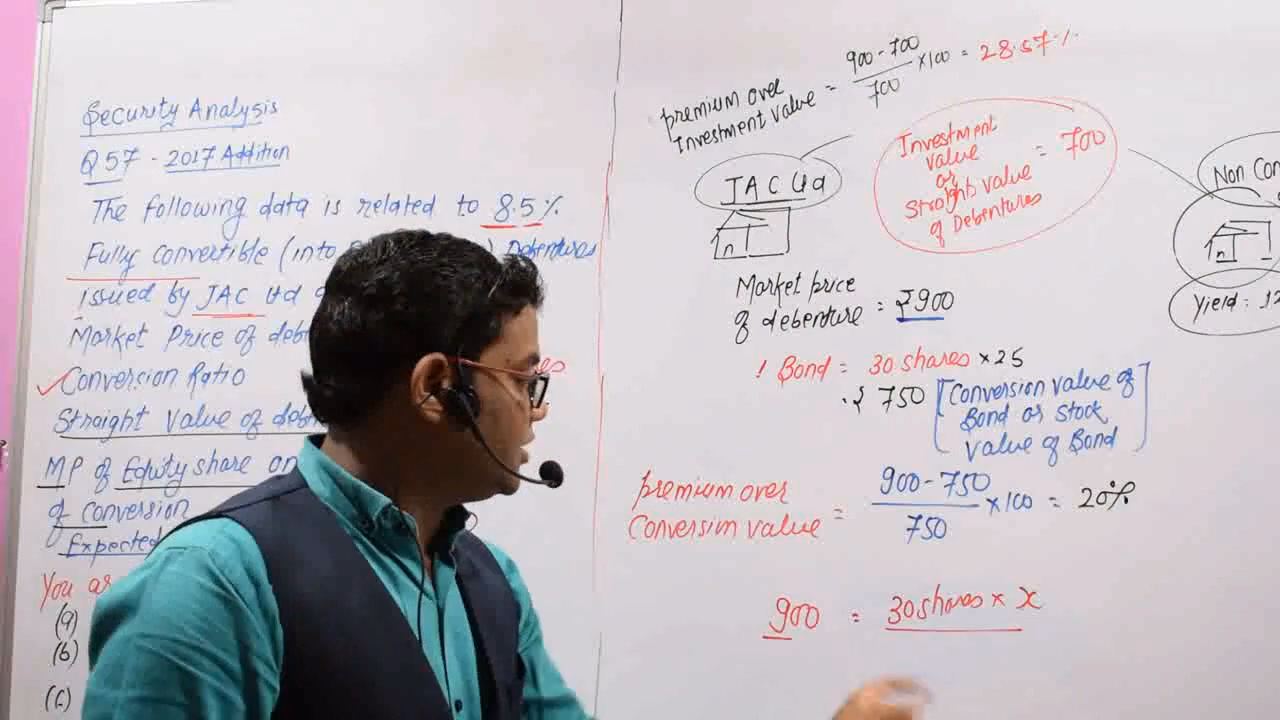 Security Analysis
Q 57 - 2017 Addition
The following data is related to 8.5%
Fully Convertible (into Debentures
issued by JAC Ltd
Market Price of
Conversion Ratio
Straight Value of
MP of Equity share on
of Conversion
Expected
You are
(a)
(b)
(c)
premium over
Investment value = 900 - 700 / 700 × 100 = 28.57%
Investment
value
or
Straight value
of Debentures
= 700
JAC Ltd
Non Con
Yield :
Market price
of debenture = ₹900
1 Bond = 30 shares × 25
₹ 750 [Conversion value of
Bond or Stock
value of Bond]
premium over
Conversion value = 900 - 750 / 750 × 100 = 20%
900 = 30 shares × x